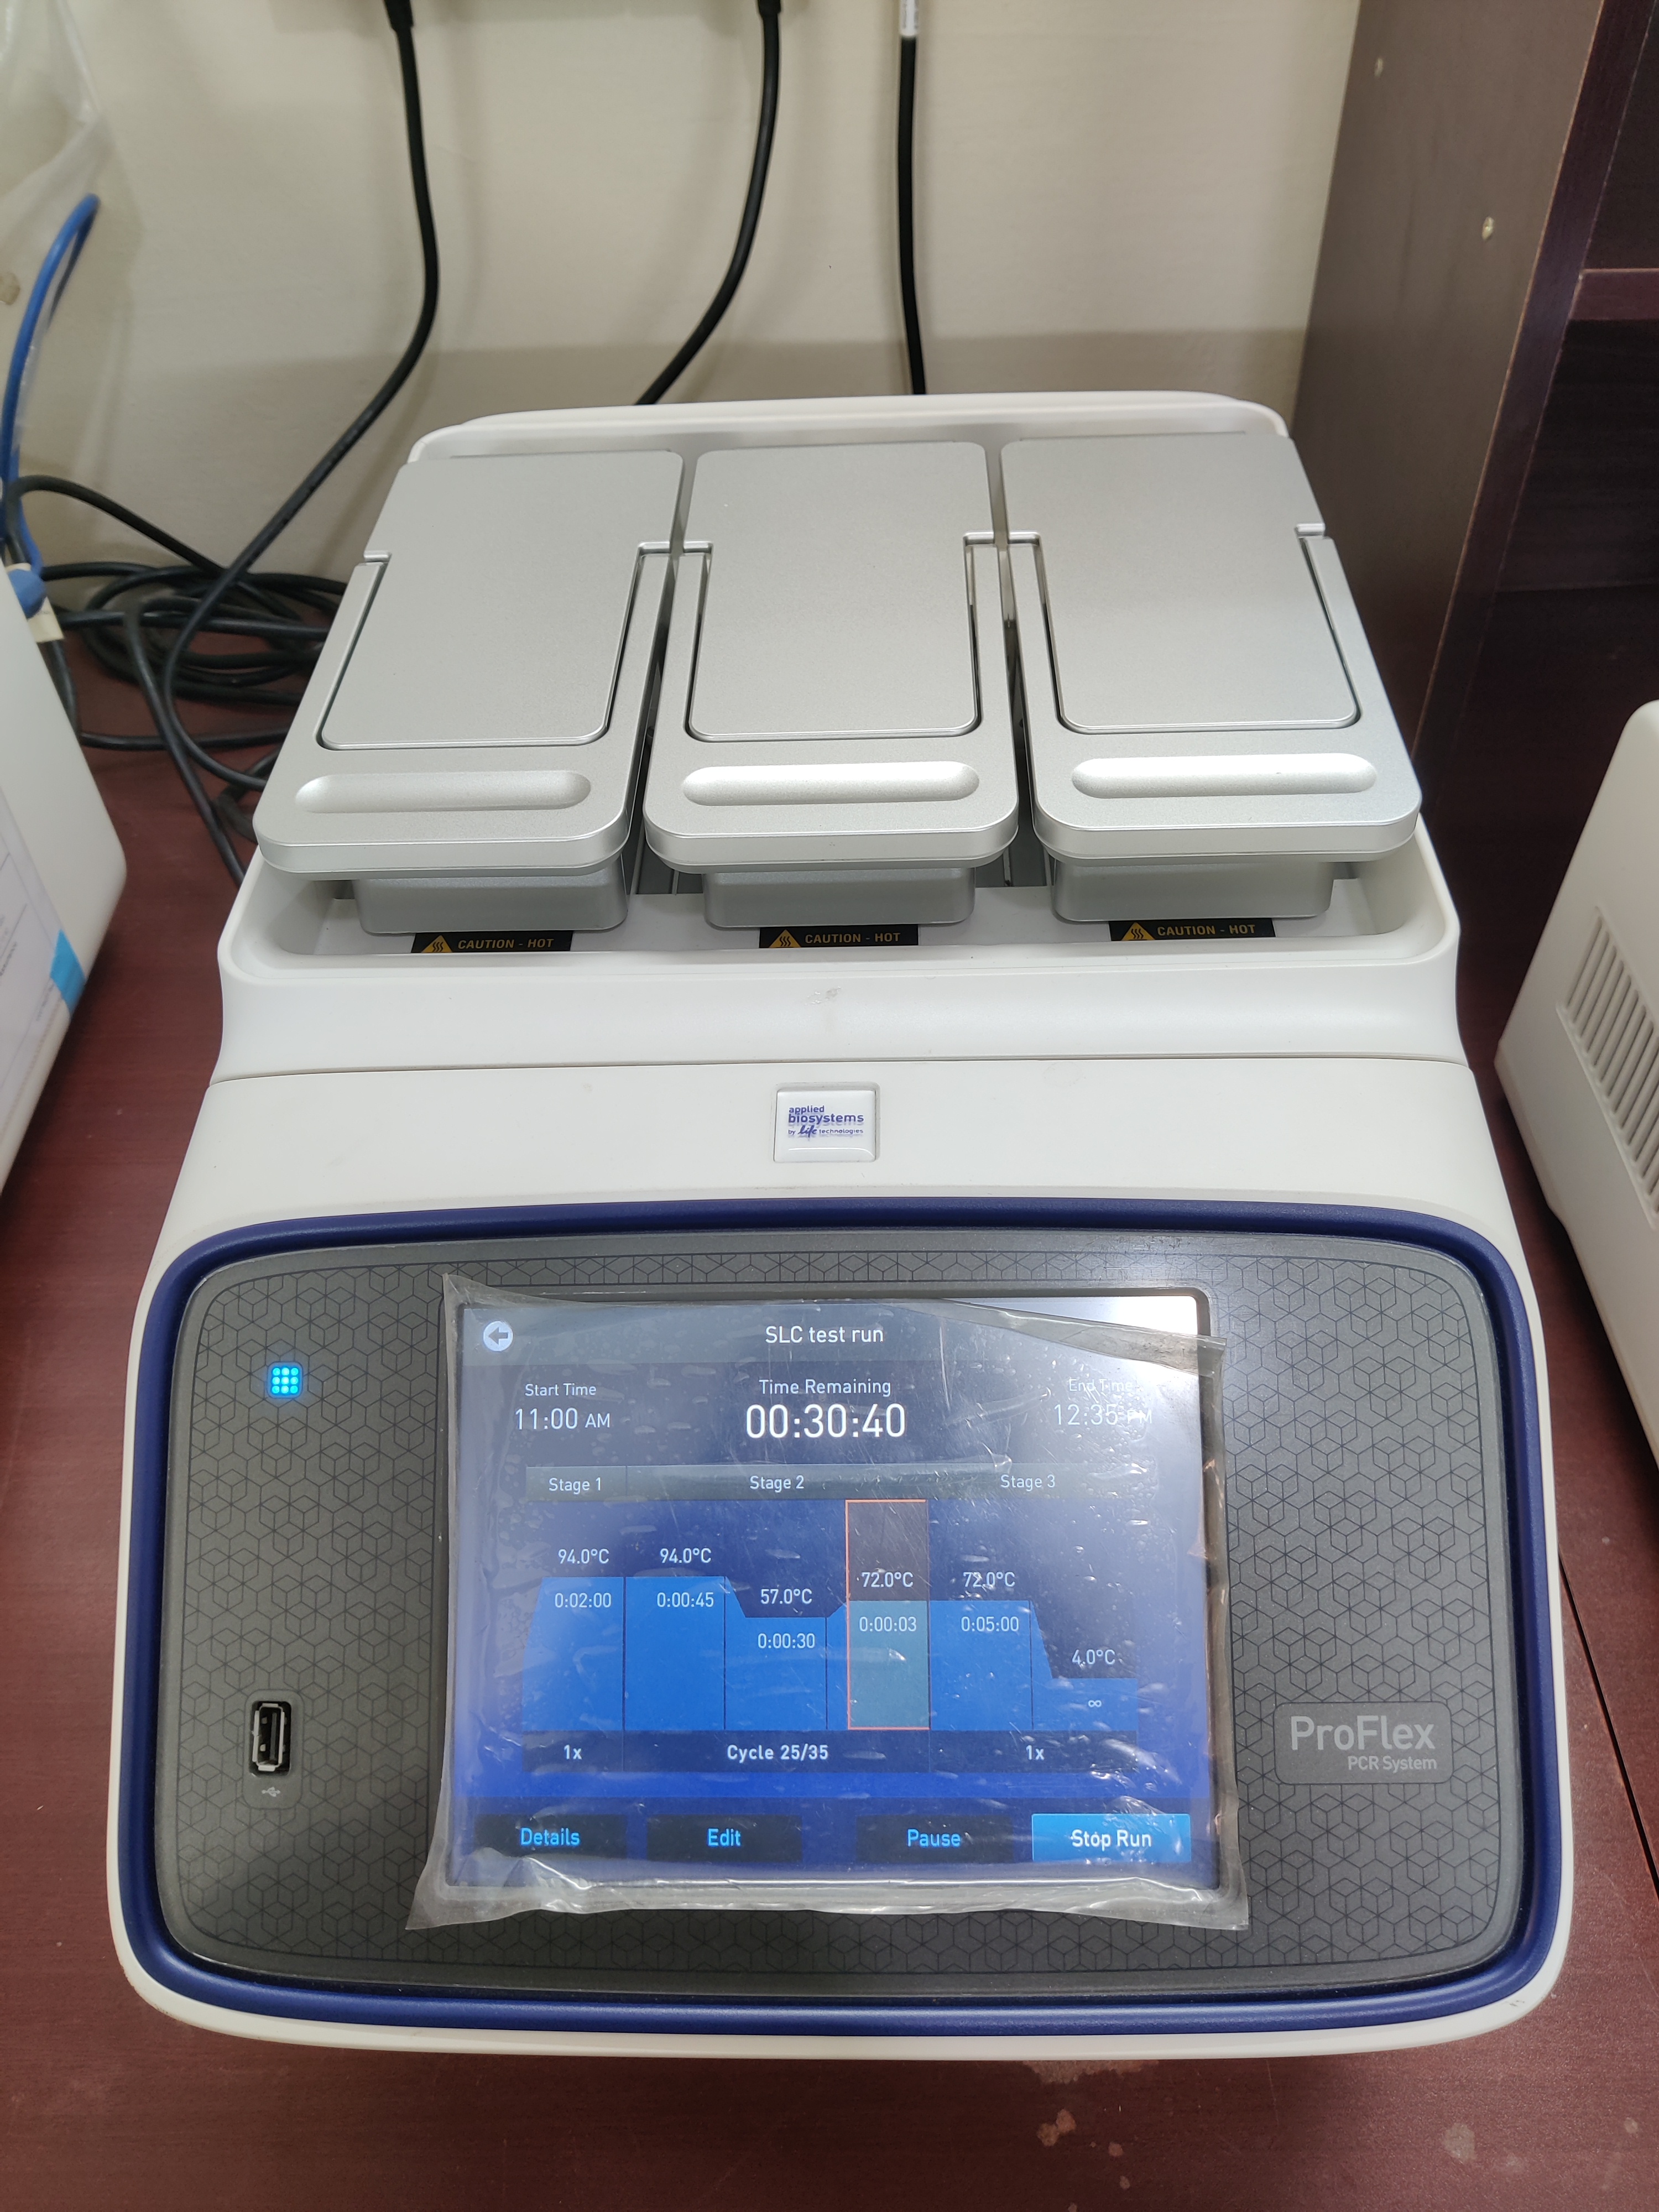 CAUTION - HOT
CAUTION - HOT
CAUTION - HOT
applied
biosystems
by life technologies
SLC test run
Start Time
Time Remaining
End Time
11:00 AM
00:30:40
12:35 PM
Stage 1
Stage 2
Stage 3
94.0°C
94.0°C
57.0°C
72.0°C
72.0°C
4.0°C
0:02:00
0:00:45
0:00:30
0:00:03
0:05:00
∞
1x
Cycle 25/35
1x
Details
Edit
Pause
Stop Run
ProFlex
PCR System